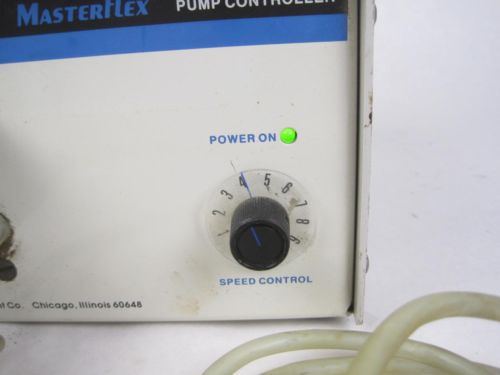 MASTERFLEX
PUMP CONTROLLER
POWER ON
1 2 3 4 5 6 7 8 9
SPEED CONTROL
Co. Chicago, Illinois 60648